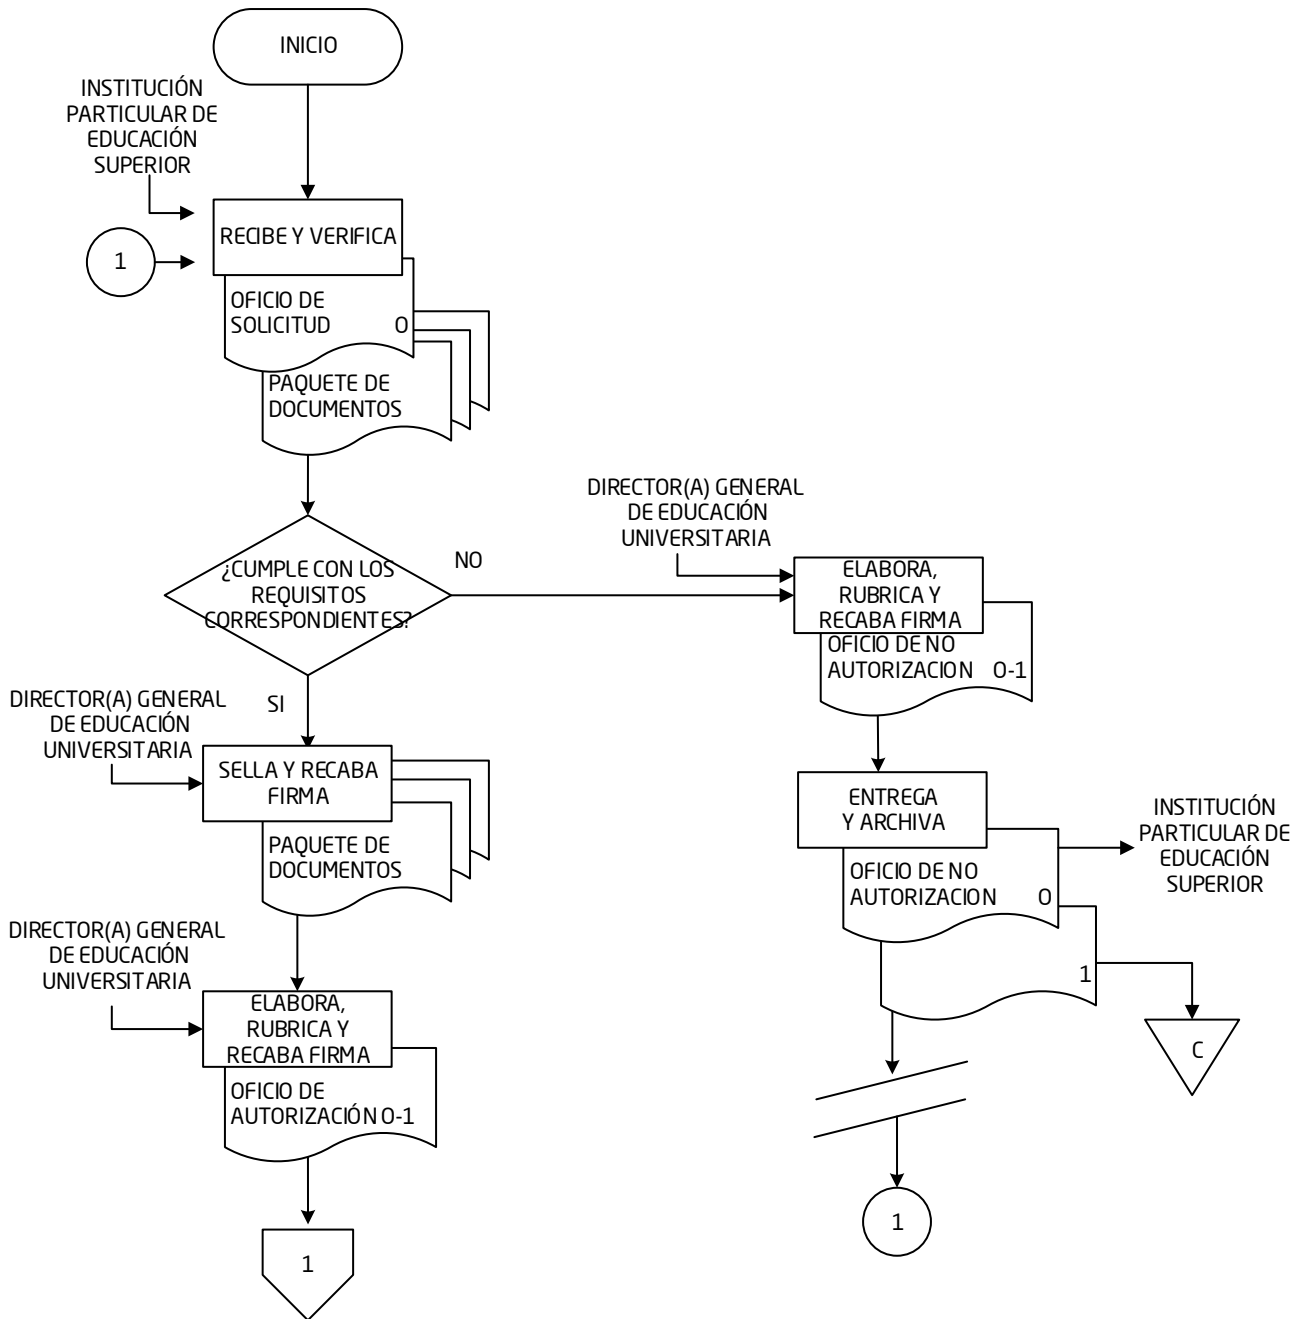 INICIO
INSTITUCIÓN
PARTICULAR DE
EDUCACIÓN
SUPERIOR
RECIBE Y VERIFICA
1
OFICIO DE
SOLICITUD O
PAQUETE DE
DOCUMENTOS
¿CUMPLE CON LOS
REQUISITOS
CORRESPONDIENTES?
NO
DIRECTOR(A) GENERAL
DE EDUCACIÓN
UNIVERSITARIA
ELABORA,
RUBRICA Y
RECABA FIRMA
OFICIO DE NO
AUTORIZACION O-1
SI
DIRECTOR(A) GENERAL
DE EDUCACIÓN
UNIVERSITARIA
SELLA Y RECABA
FIRMA
PAQUETE DE
DOCUMENTOS
ENTREGA
Y ARCHIVA
INSTITUCIÓN
PARTICULAR DE
EDUCACIÓN
SUPERIOR
OFICIO DE NO
AUTORIZACION O
1
C
DIRECTOR(A) GENERAL
DE EDUCACIÓN
UNIVERSITARIA
ELABORA,
RUBRICA Y
RECABA FIRMA
OFICIO DE
AUTORIZACIÓN O-1
1
1